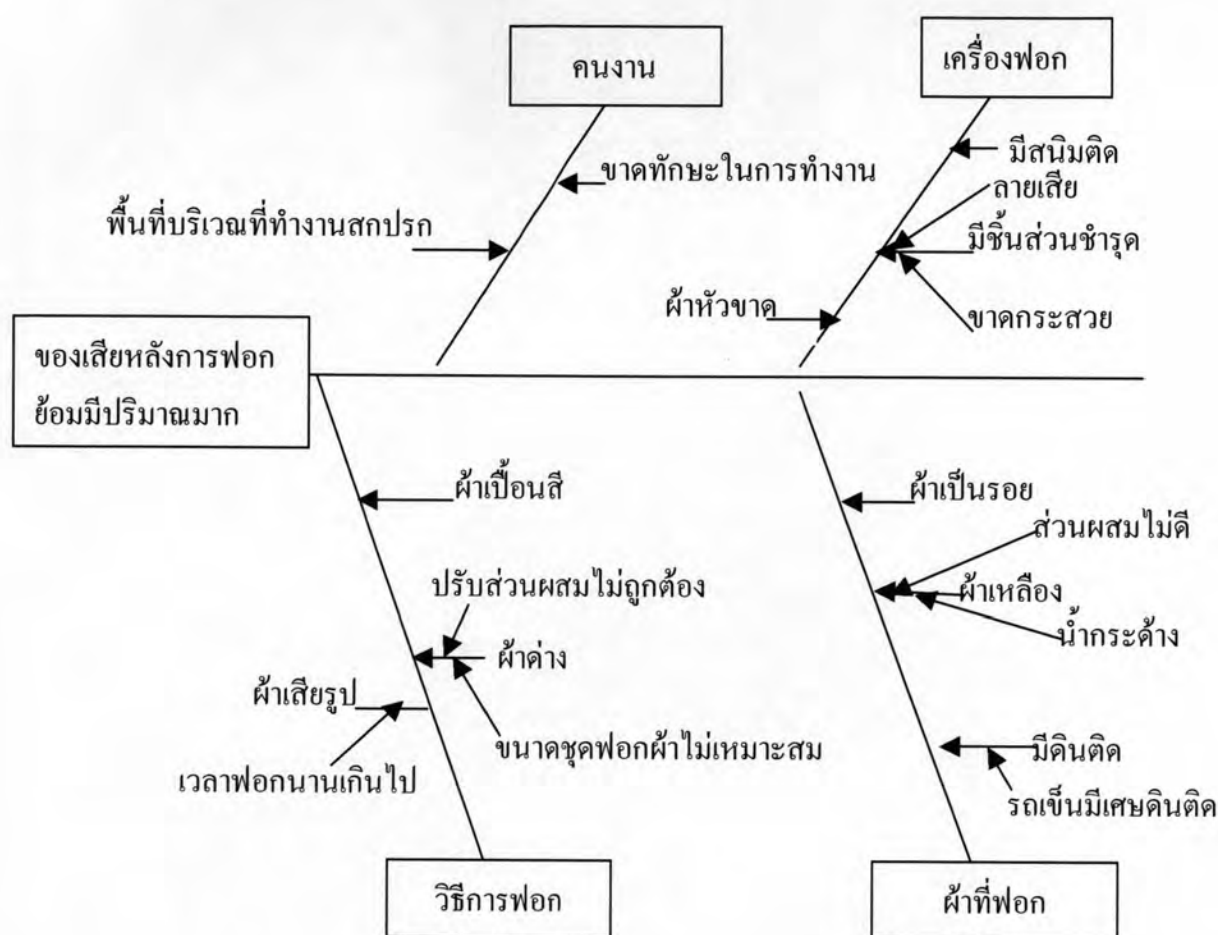 คนงาน
เครื่องฟอก
ขาดทักษะในการทำงาน
มีสนิมติด
ลายเสีย
พื้นที่บริเวณที่ทำงานสกปรก
มีชิ้นส่วนชำรุด
ผ้าหัวขาด
ขาดกระสวย
ของเสียหลังการฟอก
ย้อมมีปริมาณมาก
ผ้าเปื้อนสี
ผ้าเป็นรอย
ส่วนผสมไม่ดี
ปรับส่วนผสมไม่ถูกต้อง
ผ้าเหลือง
น้ำกระด้าง
ผ้าด่าง
ผ้าเสียรูป
ขนาดชุดฟอกผ้าไม่เหมาะสม
มีดินติด
เวลาฟอกนานเกินไป
รถเข็นมีเศษดินติด
วิธีการฟอก
ผ้าที่ฟอก